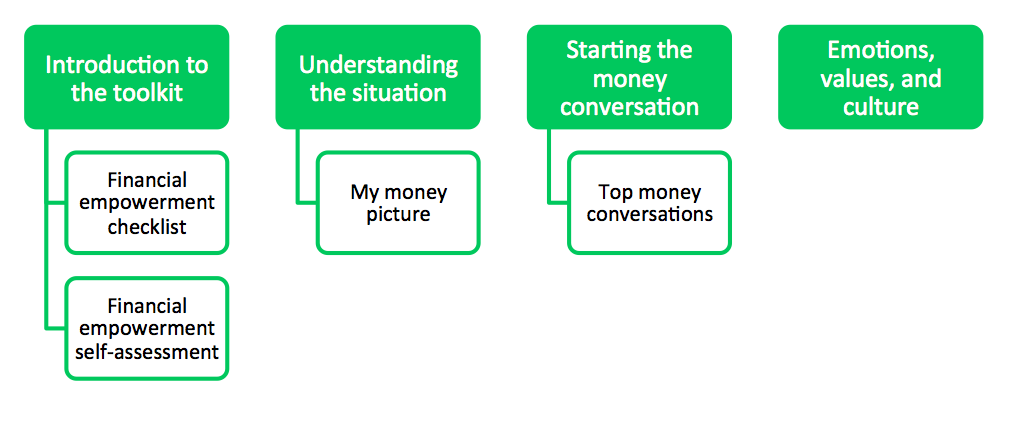 Introduction to
the toolkit
Financial
empowerment
checklist
Financial
empowerment
self-assessment
Understanding
the situation
My money
picture
Starting the
money
conversation
Top money
conversations
Emotions,
values, and
culture